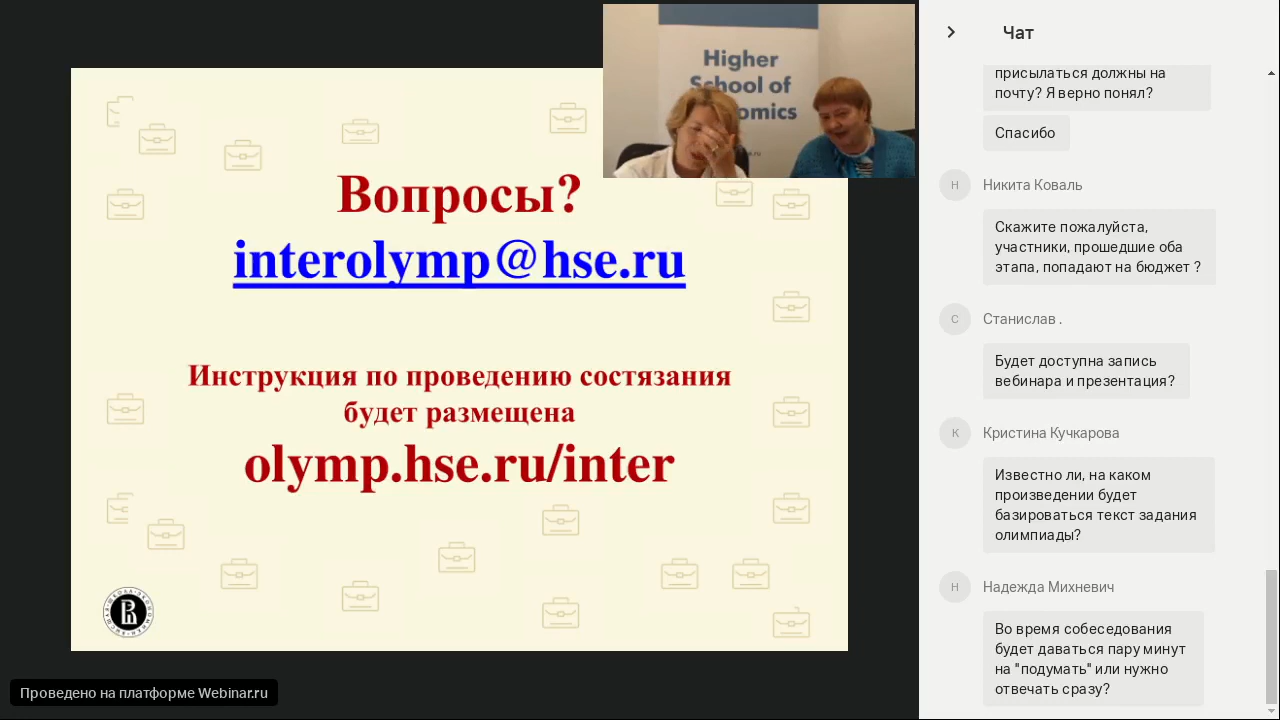 Higher
School of
Economics
Вопросы?
interolymp@hse.ru
Инструкция по проведению состязания
будет размещена
olymp.hse.ru/inter
Проведено на платформе Webinar.ru
Чат
присылаться должны на
почту? Я верно понял?
Спасибо
Н
Никита Коваль
Скажите пожалуйста,
участники, прошедшие оба
этапа, попадают на бюджет ?
С
Станислав .
Будет доступна запись
вебинара и презентация?
К
Кристина Кучкарова
Известно ли, на каком
произведении будет
базироваться текст задания
олимпиады?
Н
Надежда Михневич
Во время собеседования
будет даваться пару минут
на "подумать" или нужно
отвечать сразу?